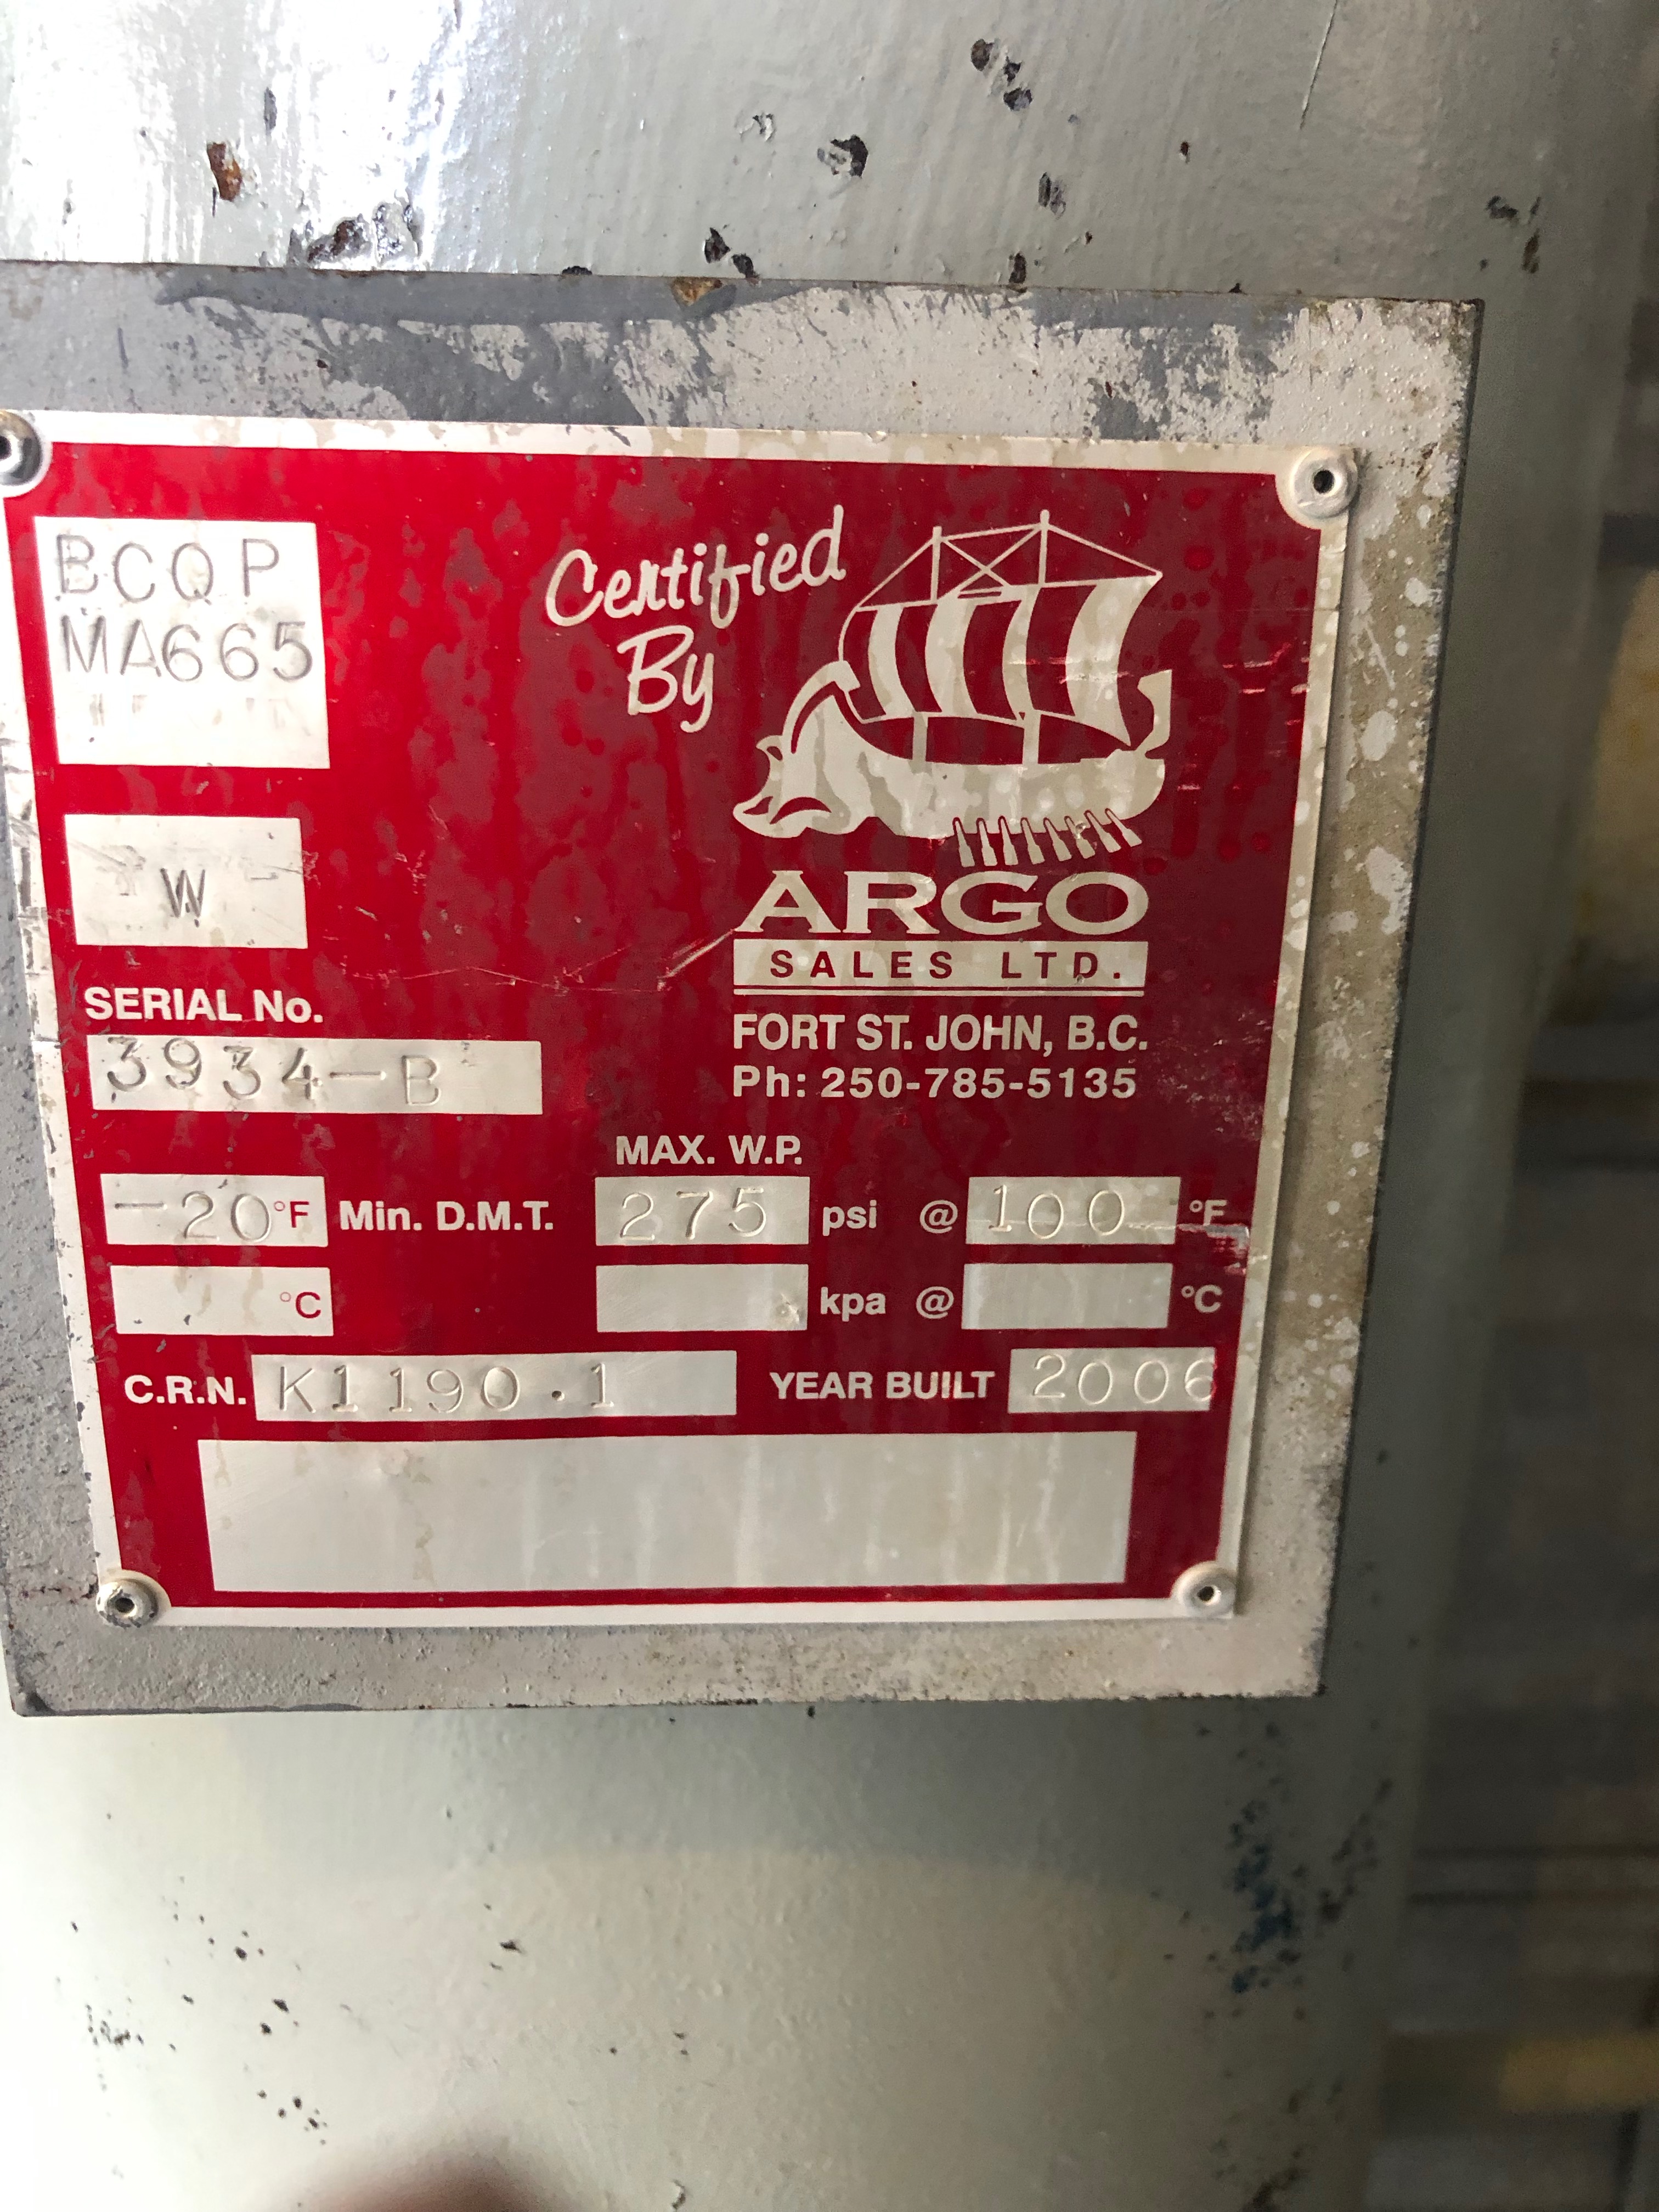 BCQP
MA665
W
Certified
By
ARGO
SALES LTD.
FORT ST. JOHN, B.C.
Ph: 250-785-5135
SERIAL No.
3934-B
MAX. W.P.
-20 °F Min. D.M.T. 275 psi @ 100 °F
°C kpa @ °C
C.R.N. K1190.1 YEAR BUILT 2006